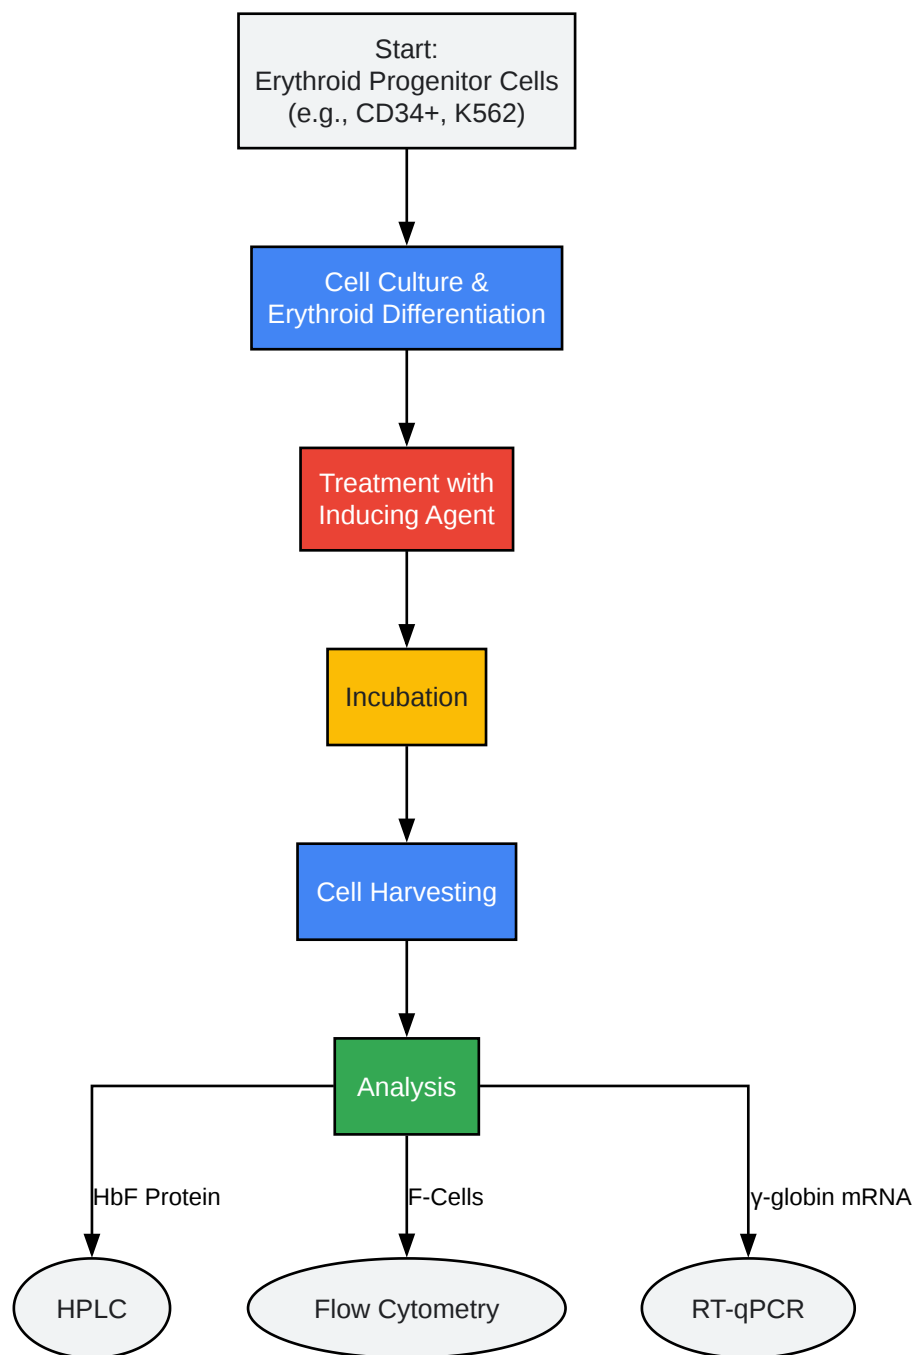 Start:
Erythroid Progenitor Cells
(e.g., CD34+, K562)
Cell Culture &
Erythroid Differentiation
Treatment with
Inducing Agent
Incubation
Cell Harvesting
Analysis
HbF Protein
F-Cells
γ-globin mRNA
HPLC
Flow Cytometry
RT-qPCR